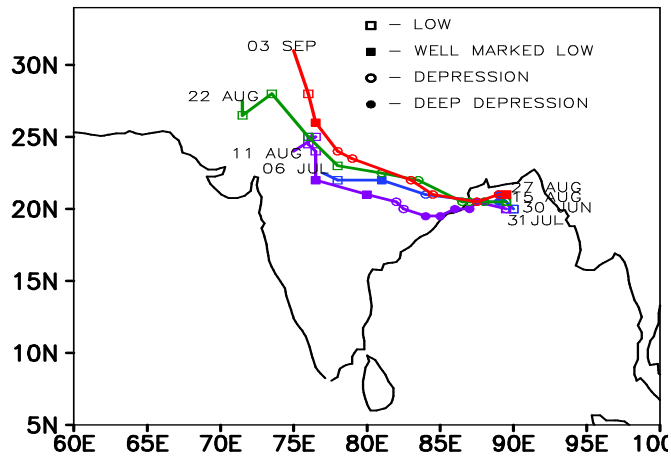 03 SEP
□ – LOW
■ – WELL MARKED LOW
○ – DEPRESSION
● – DEEP DEPRESSION
30N
22 AUG
25N
11 AUG
06 JUL
27 AUG
15 AUG
20N
30 JUN
31 JUL
15N
10N
5N
60E 65E 70E 75E 80E 85E 90E 95E 100